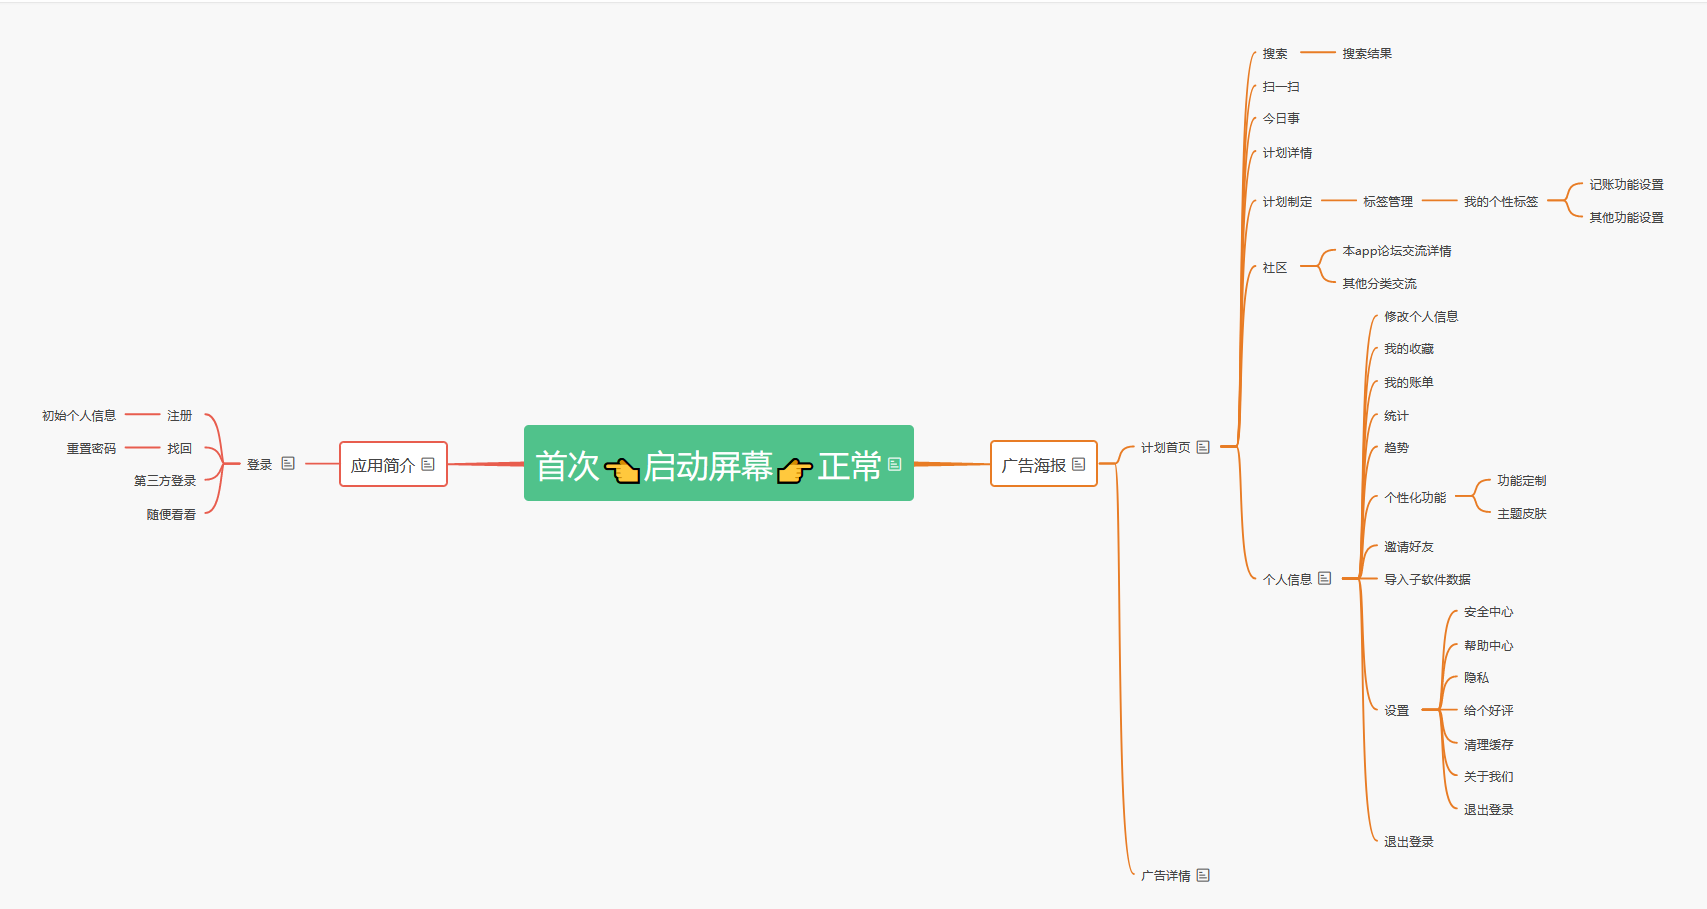 首次👈启动屏幕👉正常
应用简介
登录
注册
初始个人信息
找回
重置密码
第三方登录
随便看看
广告海报
计划首页
搜索
搜索结果
扫一扫
今日事
计划详情
计划制定
标签管理
我的个性标签
记账功能设置
其他功能设置
社区
本app论坛交流详情
其他分类交流
个人信息
修改个人信息
我的收藏
我的账单
统计
趋势
个性化功能
功能定制
主题皮肤
邀请好友
导入子软件数据
设置
安全中心
帮助中心
隐私
给个好评
清理缓存
关于我们
退出登录
退出登录
广告详情